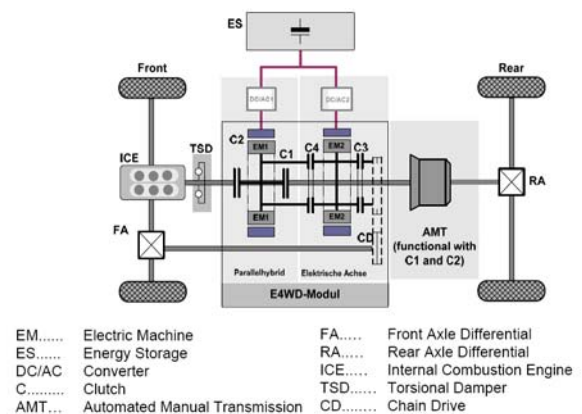 ES
Front
Rear
DC/AC1
DC/AC2
TSD
C2
EM1
C1
C4
EM2
C3
ICE
RA
EM1
EM2
FA
CD
AMT
(functional with
C1 and C2)
Parallelhybrid
Elektrische Achse
E4WD-Modul
EM...... Electric Machine
ES...... Energy Storage
DC/AC Converter
C......... Clutch
AMT... Automated Manual Transmission
FA..... Front Axle Differential
RA..... Rear Axle Differential
ICE..... Internal Combustion Engine
TSD..... Torsional Damper
CD........ Chain Drive